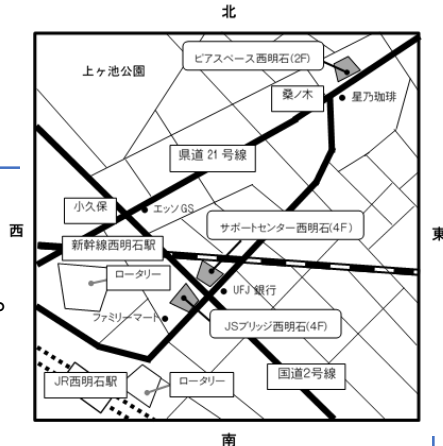 北
ピアスペース西明石(2F)
上ヶ池公園
桑ノ木
星乃珈琲
県道21号線
小久保
エッソGS
サポートセンター西明石(4F)
西
東
新幹線西明石駅
ロータリー
UFJ 銀行
ファミリーマート
JSブリッジ西明石(4F)
JR西明石駅
ロータリー
国道2号線
南